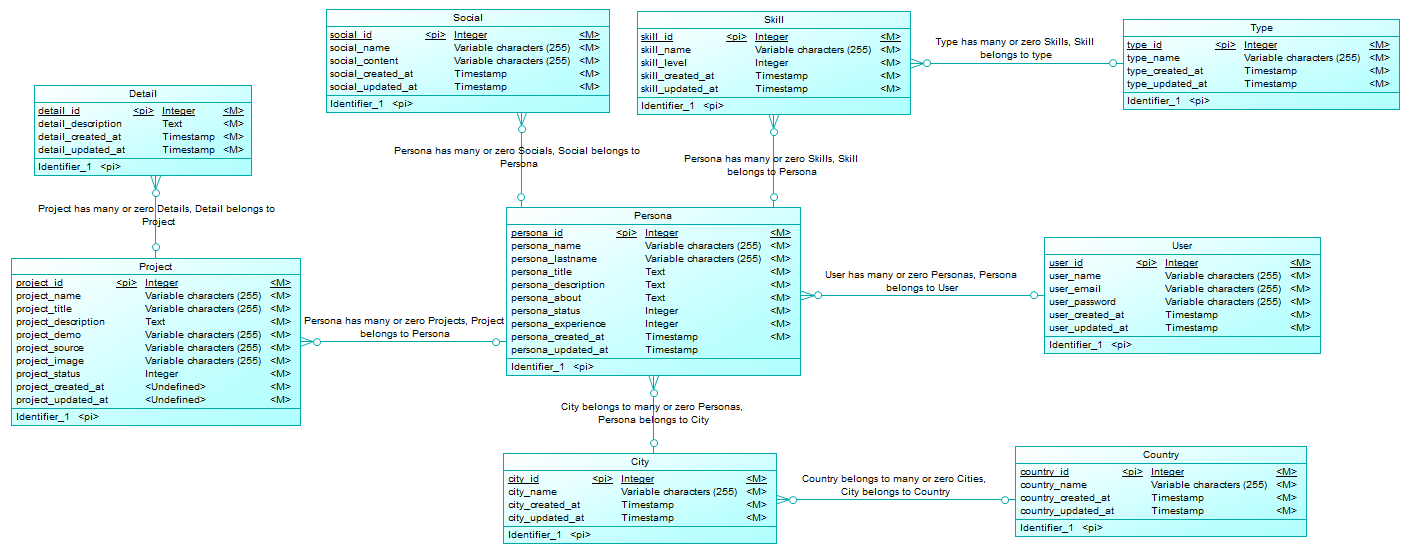 Social
social_id <pi> Integer <M>
social_name Variable characters (255) <M>
social_content Variable characters (255) <M>
social_created_at Timestamp <M>
social_updated_at Timestamp <M>
Identifier_1 <pi>
Skill
skill_id <pi> Integer <M>
skill_name Variable characters (255) <M>
skill_level Integer <M>
skill_created_at Timestamp <M>
skill_updated_at Timestamp <M>
Identifier_1 <pi>
Type has many or zero Skills, Skill
belongs to type
Type
type_id <pi> Integer <M>
type_name Variable characters (255) <M>
type_created_at Timestamp <M>
type_updated_at Timestamp <M>
Identifier_1 <pi>
Detail
detail_id <pi> Integer <M>
detail_description Text <M>
detail_created_at Timestamp <M>
detail_updated_at Timestamp <M>
Identifier_1 <pi>
Persona has many or zero Socials, Social belongs to
Persona
Persona has many or zero Skills, Skill
belongs to Persona
Project has many or zero Details, Detail belongs to
Project
Persona
persona_id <pi> Integer <M>
persona_name Variable characters (255) <M>
persona_lastname Variable characters (255) <M>
persona_title Text <M>
persona_description Text <M>
persona_about Text <M>
persona_status Integer <M>
persona_experience Integer <M>
persona_created_at Timestamp <M>
persona_updated_at Timestamp
Identifier_1 <pi>
User has many or zero Personas, Persona
belongs to User
User
user_id <pi> Integer <M>
user_name Variable characters (255) <M>
user_email Variable characters (255) <M>
user_password Variable characters (255) <M>
user_created_at Timestamp <M>
user_updated_at Timestamp <M>
Identifier_1 <pi>
Project
project_id <pi> Integer <M>
project_name Variable characters (255) <M>
project_title Variable characters (255) <M>
project_description Text <M>
project_demo Variable characters (255) <M>
project_source Variable characters (255) <M>
project_image Variable characters (255) <M>
project_status Integer <M>
project_created_at <Undefined> <M>
project_updated_at <Undefined> <M>
Identifier_1 <pi>
Persona has many or zero Projects, Project
belongs to Persona
City belongs to many or zero Personas,
Persona belongs to City
City
city_id <pi> Integer <M>
city_name Variable characters (255) <M>
city_created_at Timestamp <M>
city_updated_at Timestamp <M>
Identifier_1 <pi>
Country belongs to many or zero Cities,
City belongs to Country
Country
country_id <pi> Integer <M>
country_name Variable characters (255) <M>
country_created_at Timestamp <M>
country_updated_at Timestamp <M>
Identifier_1 <pi>